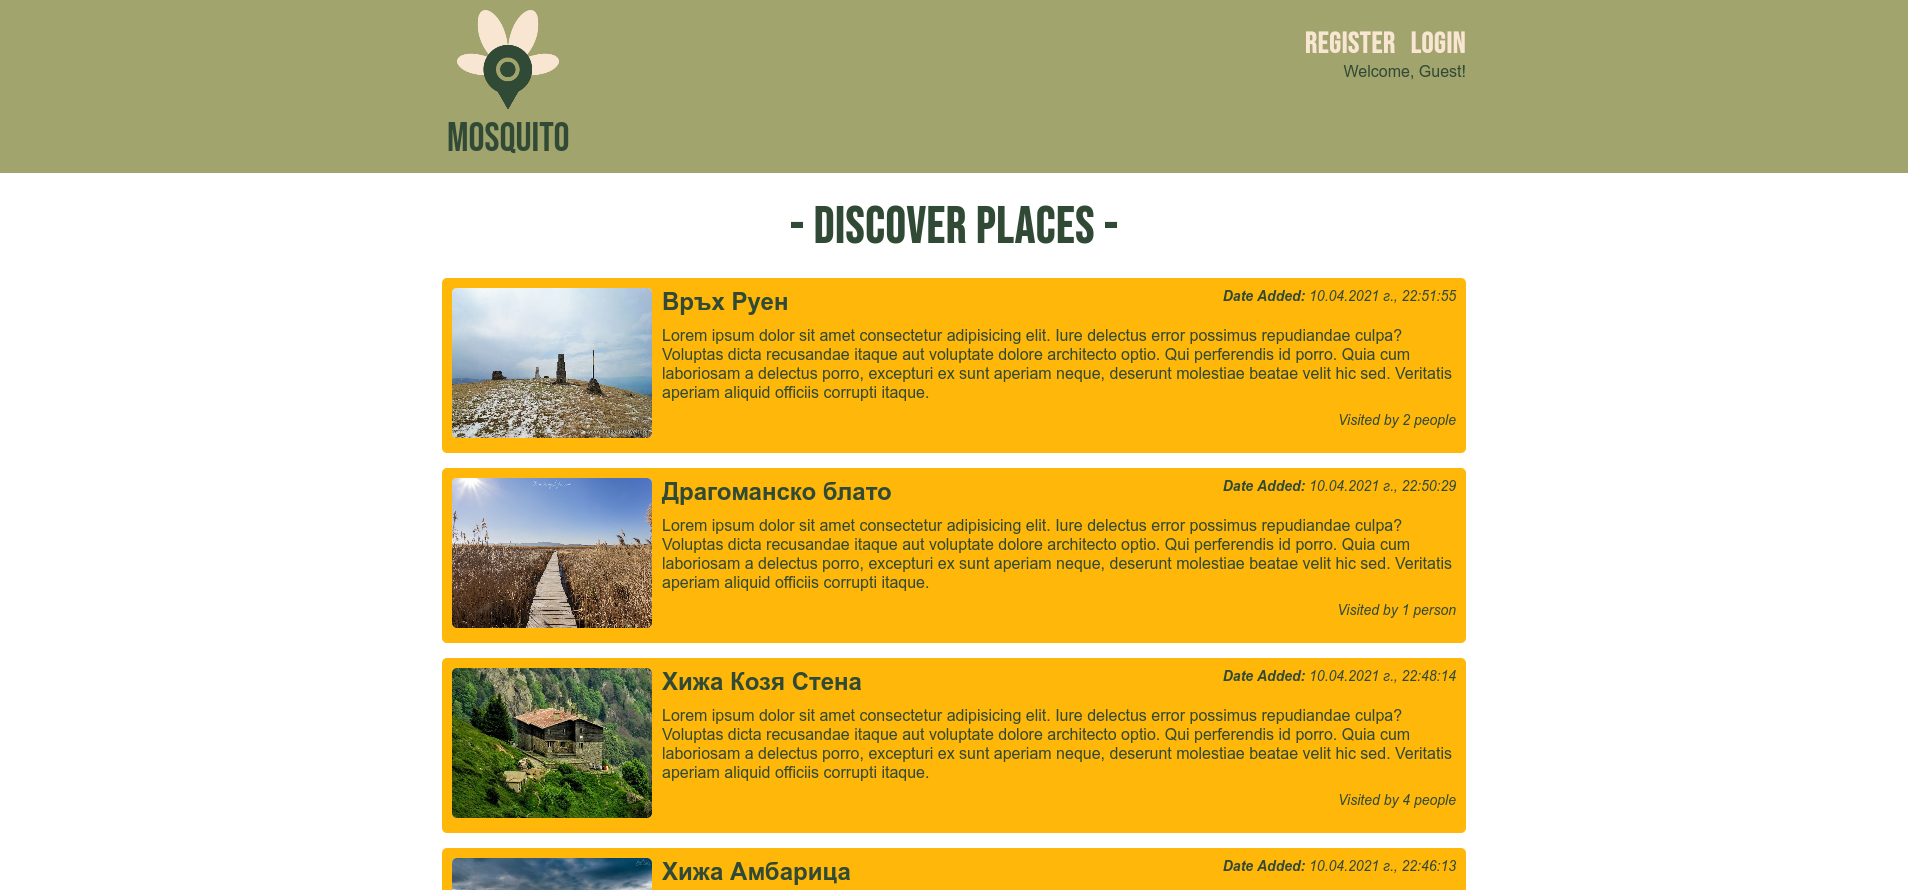 REGISTER LOGIN
Welcome, Guest!
MOSQUITO
- DISCOVER PLACES -
Връх Руен
Date Added: 10.04.2021 г., 22:51:55
Lorem ipsum dolor sit amet consectetur adipisicing elit. Iure delectus error possimus repudiandae culpa?
Voluptas dicta recusandae itaque aut voluptate dolore architecto optio. Qui perferendis id porro. Quia cum
laboriosam a delectus porro, excepturi ex sunt aperiam neque, deserunt molestiae beatae velit hic sed. Veritatis
aperiam aliquid officiis corrupti itaque.
Visited by 2 people
Драгоманско блато
Date Added: 10.04.2021 г., 22:50:29
Lorem ipsum dolor sit amet consectetur adipisicing elit. Iure delectus error possimus repudiandae culpa?
Voluptas dicta recusandae itaque aut voluptate dolore architecto optio. Qui perferendis id porro. Quia cum
laboriosam a delectus porro, excepturi ex sunt aperiam neque, deserunt molestiae beatae velit hic sed. Veritatis
aperiam aliquid officiis corrupti itaque.
Visited by 1 person
Хижа Козя Стена
Date Added: 10.04.2021 г., 22:48:14
Lorem ipsum dolor sit amet consectetur adipisicing elit. Iure delectus error possimus repudiandae culpa?
Voluptas dicta recusandae itaque aut voluptate dolore architecto optio. Qui perferendis id porro. Quia cum
laboriosam a delectus porro, excepturi ex sunt aperiam neque, deserunt molestiae beatae velit hic sed. Veritatis
aperiam aliquid officiis corrupti itaque.
Visited by 4 people
Хижа Амбарица
Date Added: 10.04.2021 г., 22:46:13